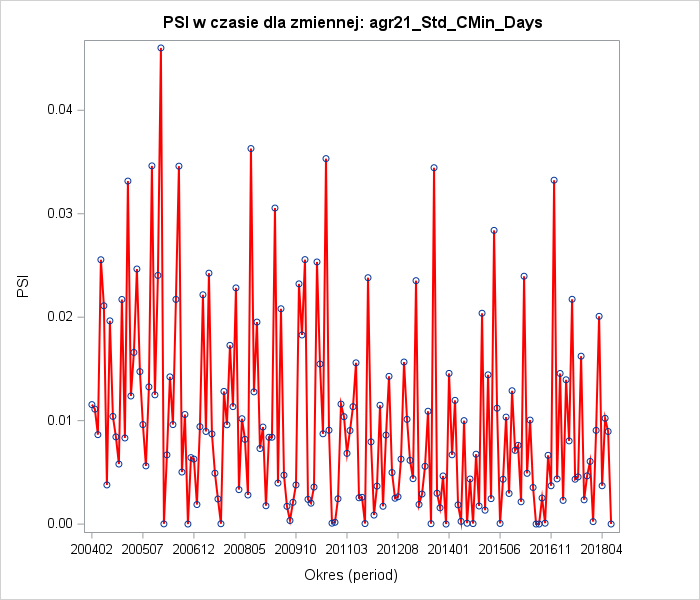 PSI w czasie dla zmiennej: agr21_Std_CMin_Days
0.04
0.03
0.02
0.01
0.00
PSI
200402 200507 200612 200805 200910 201103 201208 201401 201506 201611 201804
Okres (period)